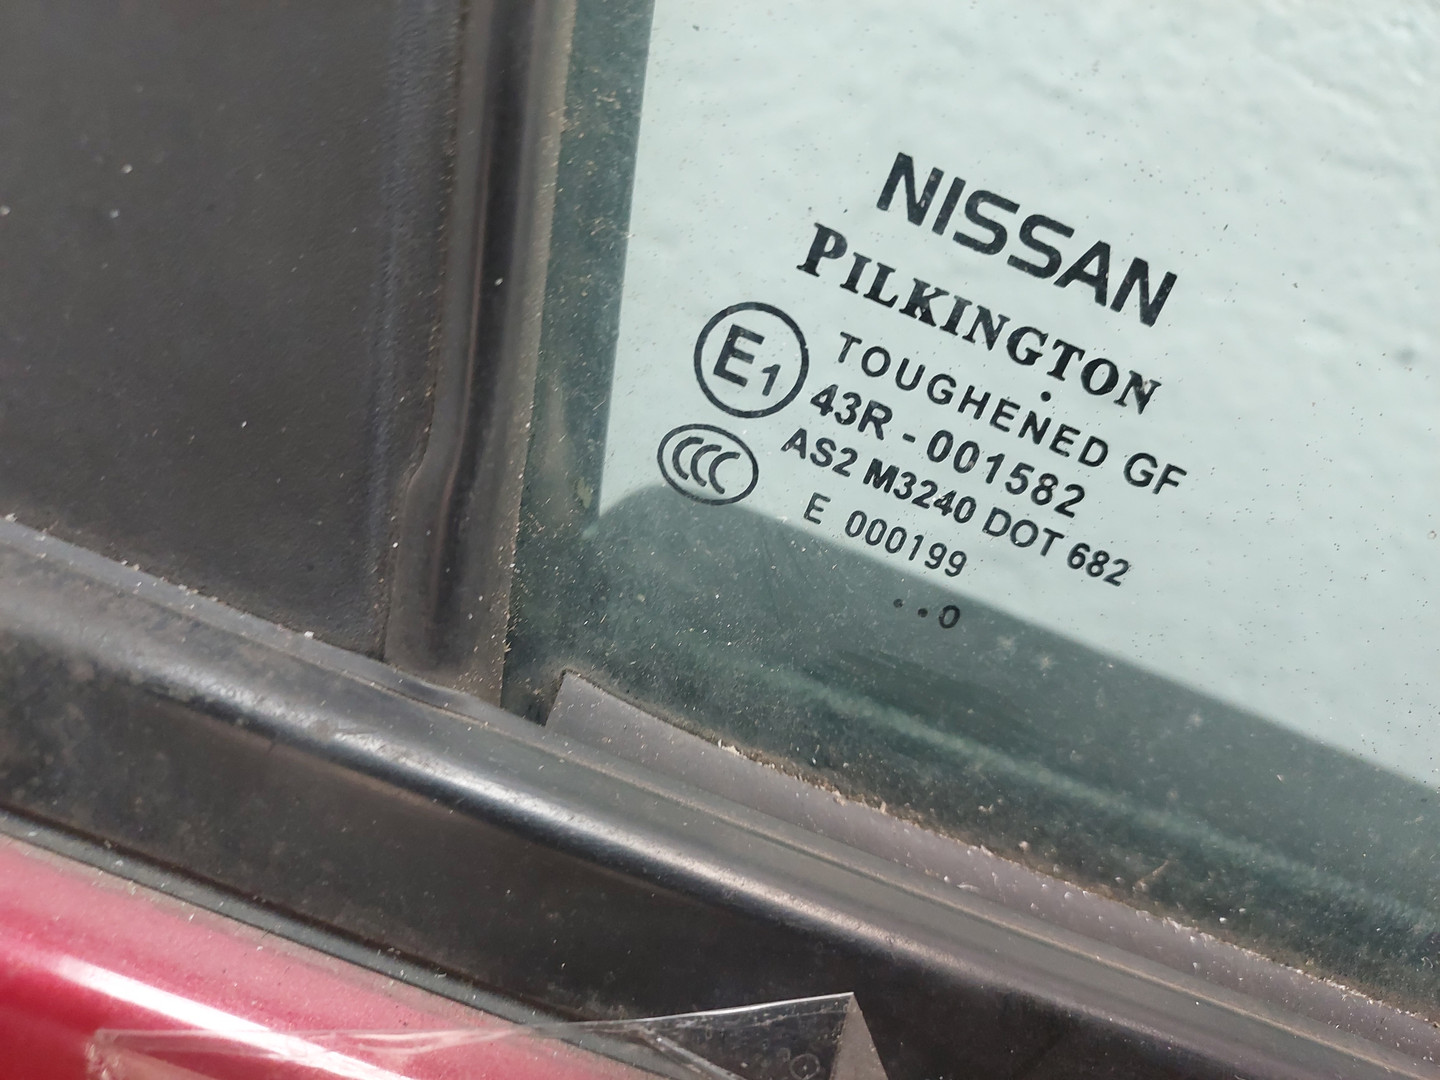 NISSAN
PILKINGTON
E1 TOUGHENED GF
43R - 001582
CCC AS2 M3240 DOT 682
E 000199
..0